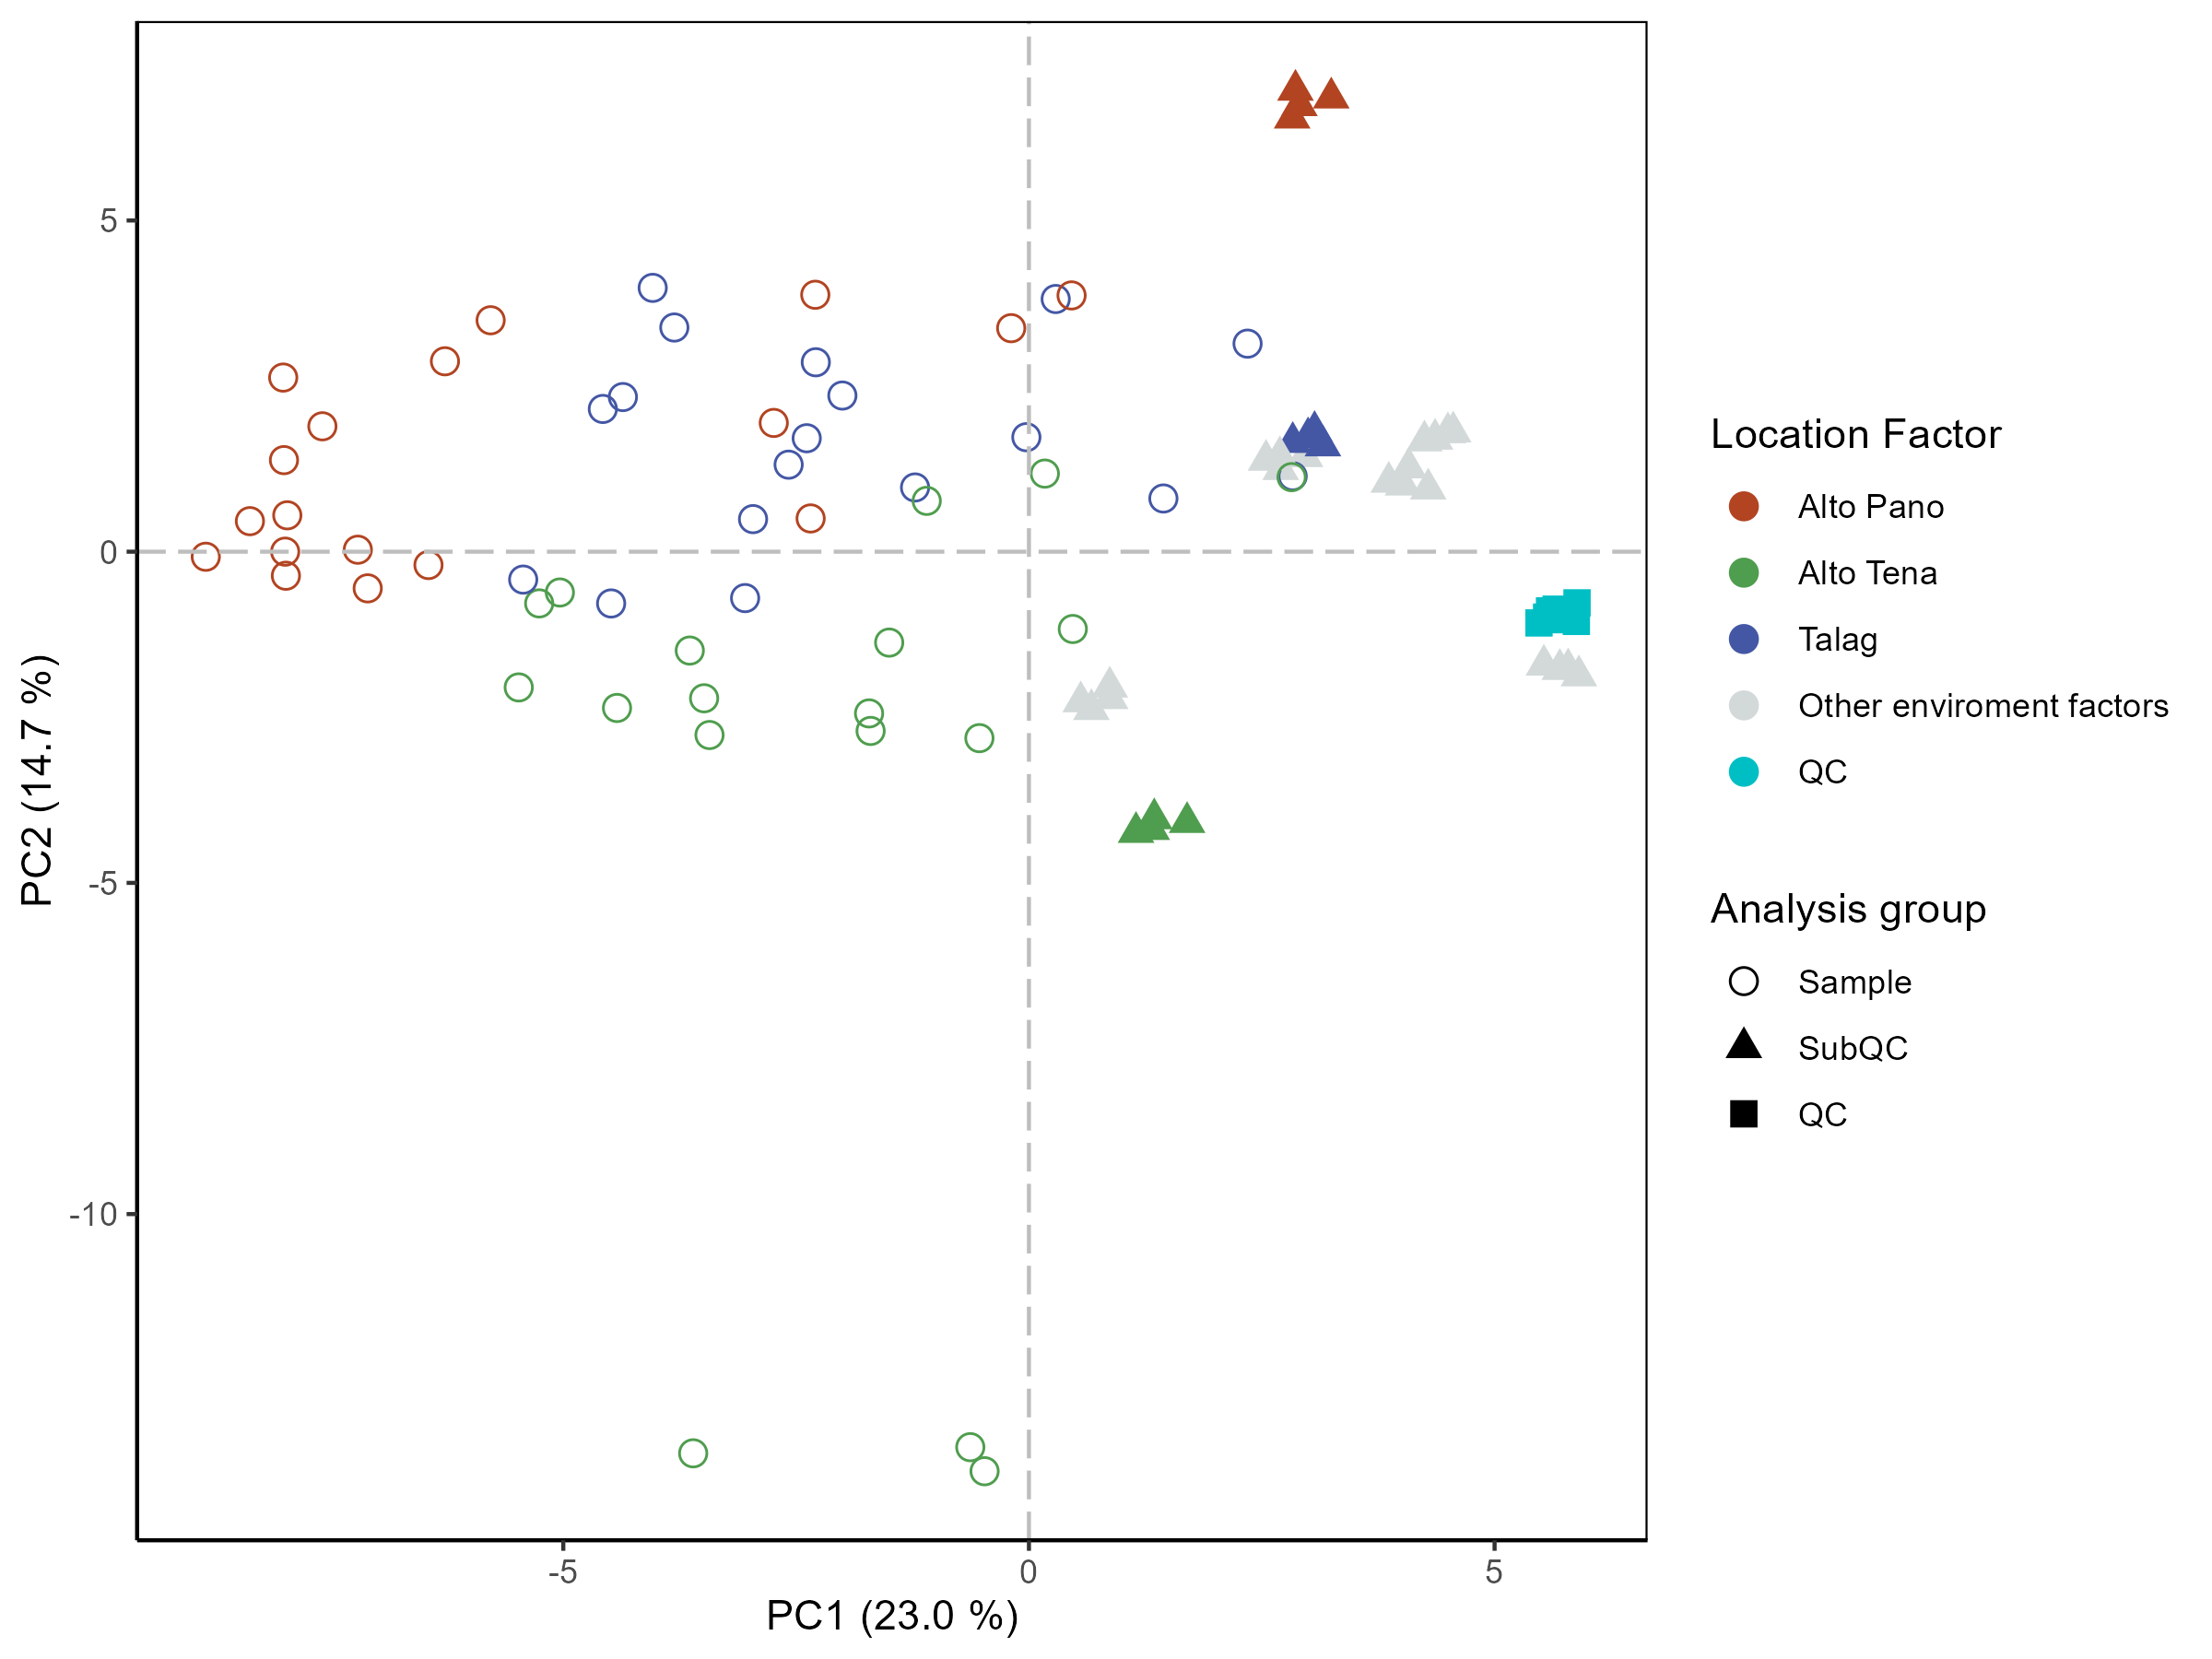 5
0
-5
-10
PC2 (14.7 %)
-5
0
5
PC1 (23.0 %)
Location Factor
Alto Pano
Alto Tena
Talag
Other enviroment factors
QC
Analysis group
Sample
SubQC
QC